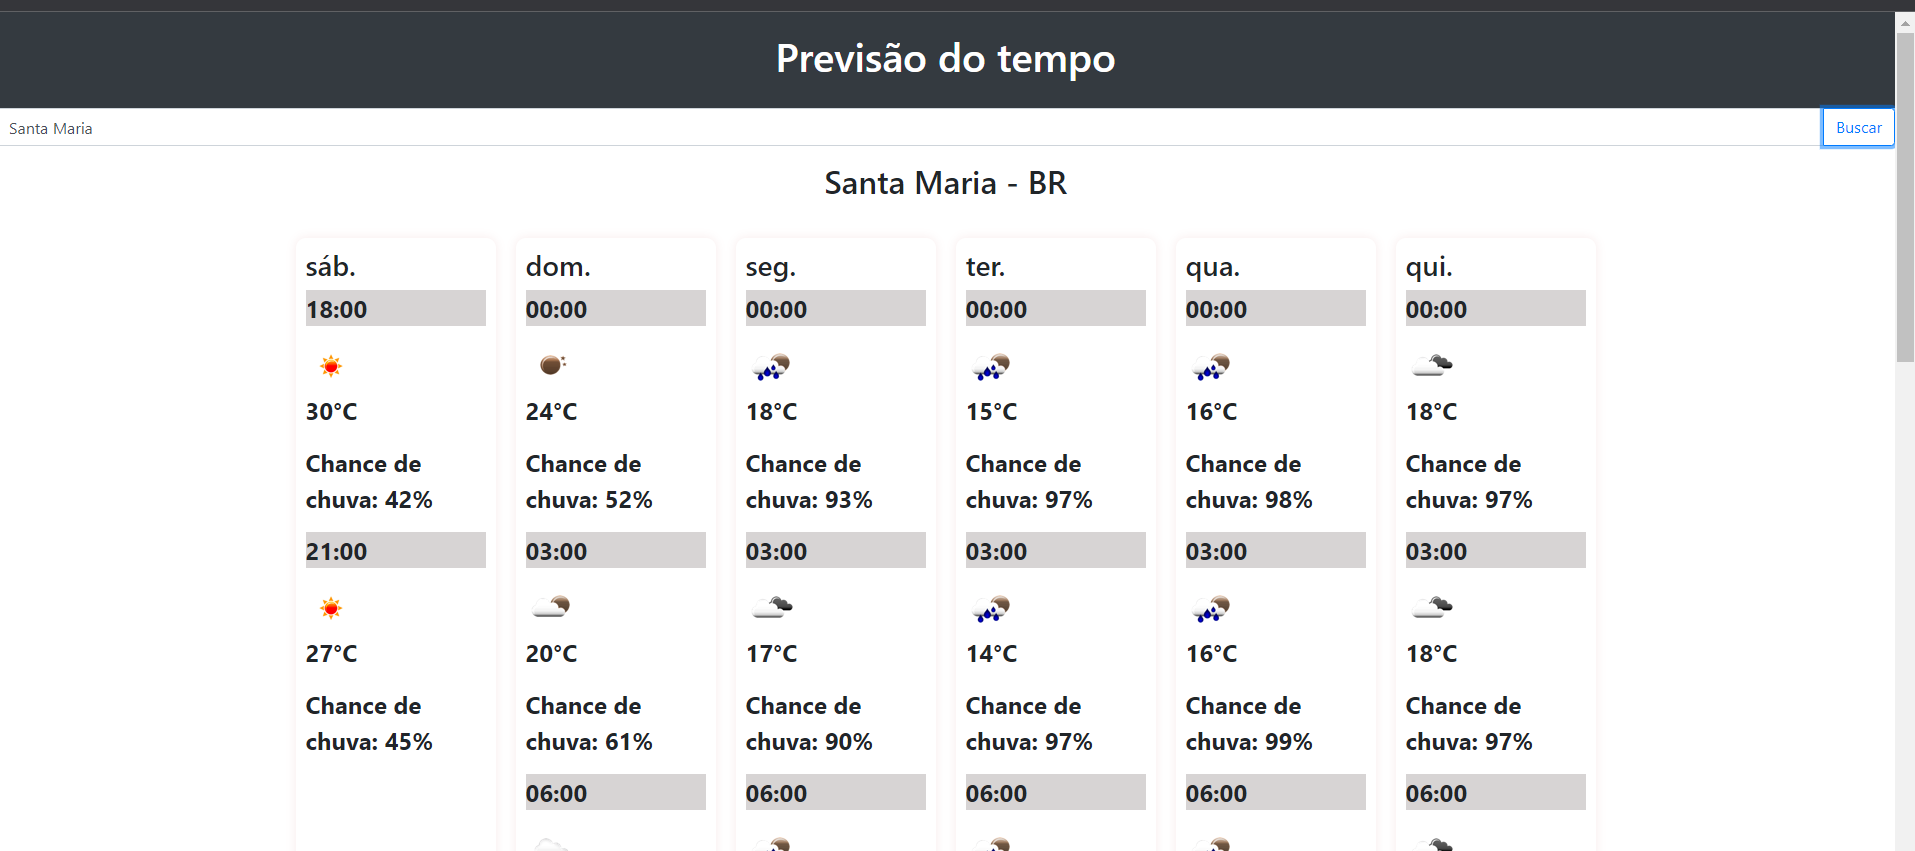 Previsão do tempo
Santa Maria
Buscar
Santa Maria - BR
sáb.
18:00
30°C
Chance de
chuva: 42%
21:00
27°C
Chance de
chuva: 45%
dom.
00:00
24°C
Chance de
chuva: 52%
03:00
20°C
Chance de
chuva: 61%
06:00
seg.
00:00
18°C
Chance de
chuva: 93%
03:00
17°C
Chance de
chuva: 90%
06:00
ter.
00:00
15°C
Chance de
chuva: 97%
03:00
14°C
Chance de
chuva: 97%
06:00
qua.
00:00
16°C
Chance de
chuva: 98%
03:00
16°C
Chance de
chuva: 99%
06:00
qui.
00:00
18°C
Chance de
chuva: 97%
03:00
18°C
Chance de
chuva: 97%
06:00